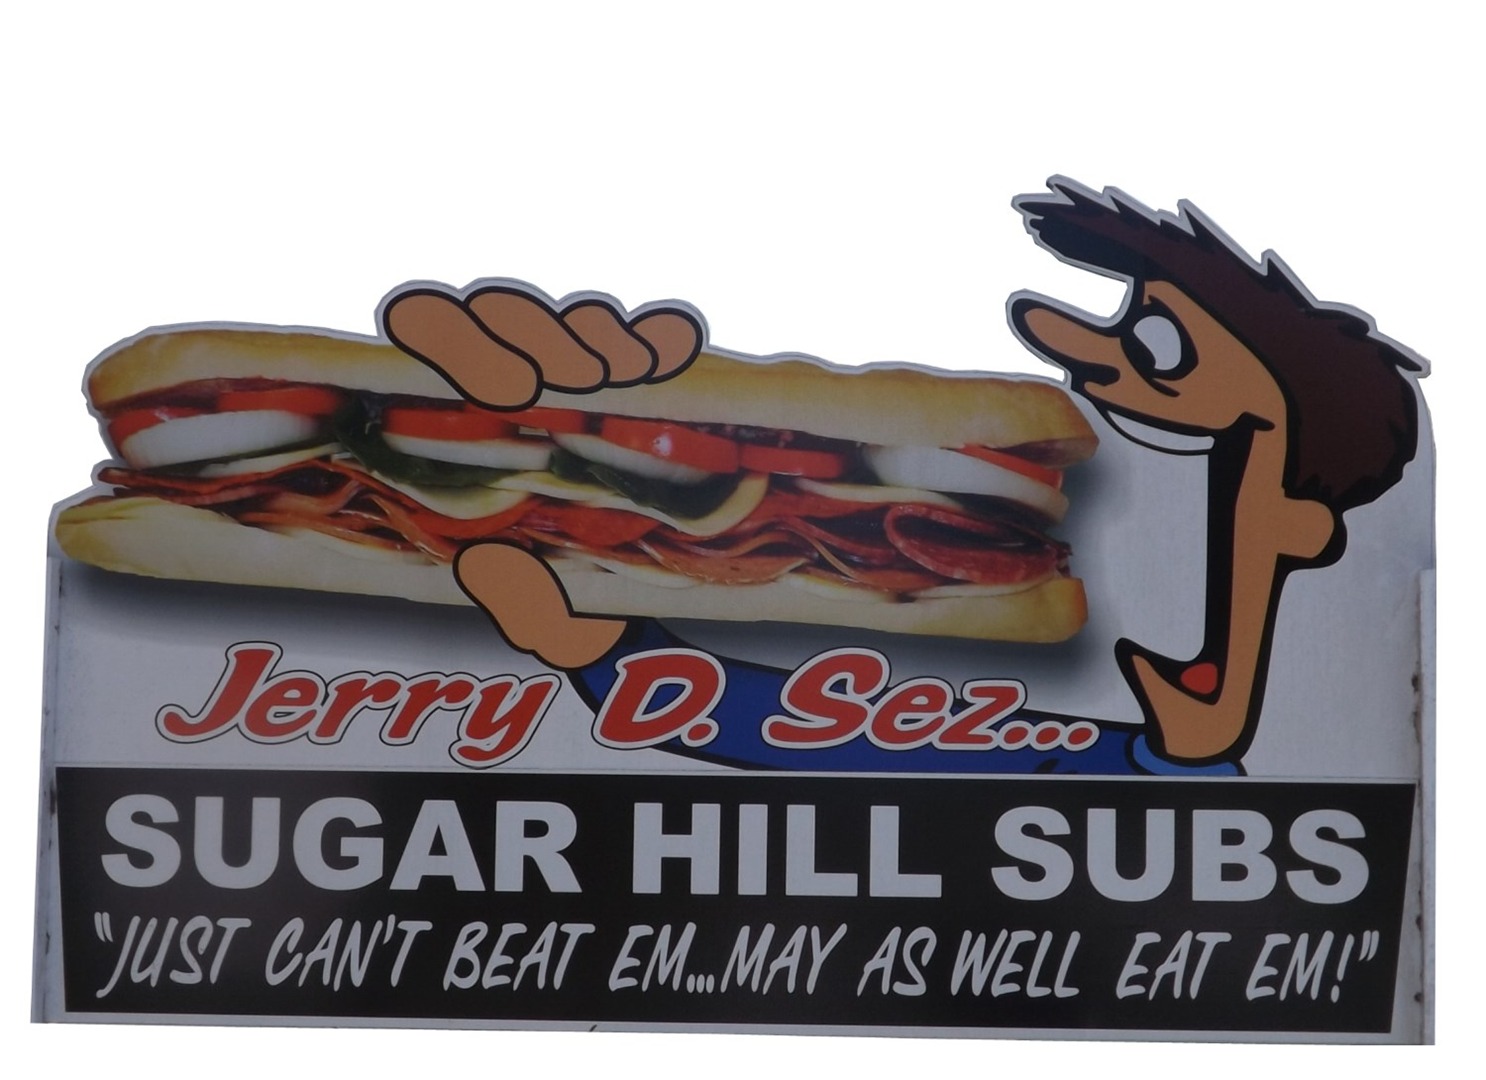 Jerry D. Sez...
SUGAR HILL SUBS
"JUST CAN'T BEAT EM...MAY AS WELL EAT EM!"